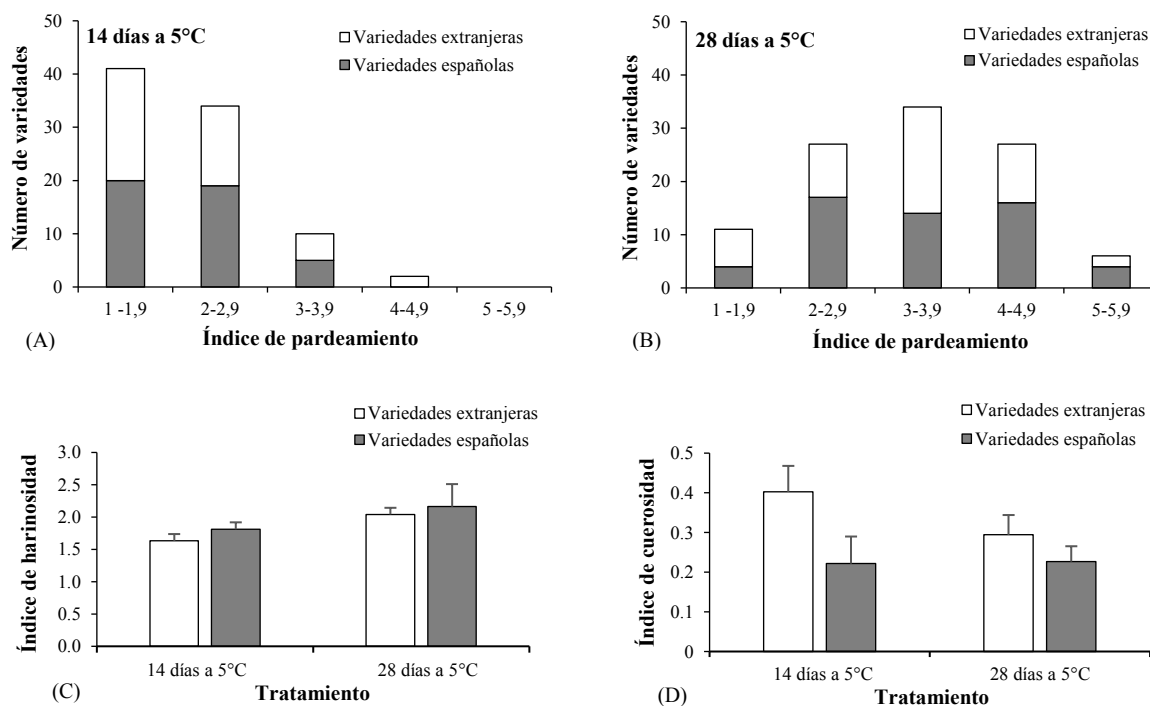 14 días a 5°C
Variedades extranjeras
Variedades españolas
Número de variedades
50
40
30
20
10
0
1 -1,9
2-2,9
3-3,9
4-4,9
5 -5,9
Índice de pardeamiento
(A)
28 días a 5°C
Variedades extranjeras
Variedades españolas
Número de variedades
50
40
30
20
10
0
1 -1,9
2-2,9
3-3,9
4-4,9
5-5,9
Índice de pardeamiento
(B)
Variedades extranjeras
Variedades españolas
Índice de harinosidad
3.0
2.5
2.0
1.5
1.0
0.5
0.0
14 días a 5°C
28 días a 5°C
Tratamiento
(C)
Variedades extranjeras
Variedades españolas
Índice de cuerosidad
0.5
0.4
0.3
0.2
0.1
0
14 días a 5°C
28 días a 5°C
Tratamiento
(D)